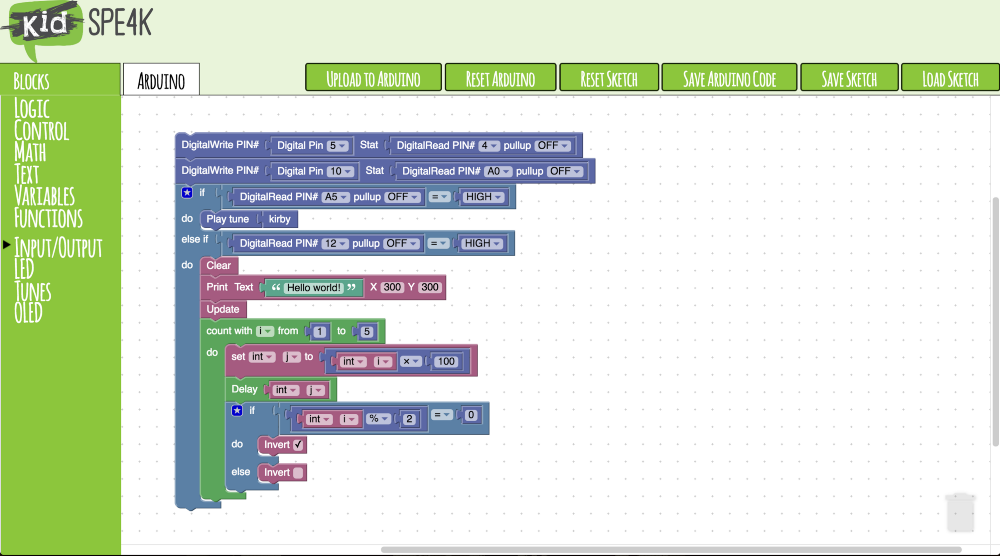 Kid SPE4K
BLOCKS
ARDUINO
UPLOAD TO ARDUINO
RESET ARDUINO
RESET SKETCH
SAVE ARDUINO CODE
SAVE SKETCH
LOAD SKETCH
LOGIC
CONTROL
MATH
TEXT
VARIABLES
FUNCTIONS
INPUT/OUTPUT
LED
TUNES
OLED
DigitalWrite PIN# Digital Pin 5 Stat DigitalRead PIN# 4 pullup OFF
DigitalWrite PIN# Digital Pin 10 Stat DigitalRead PIN# A0 pullup OFF
if DigitalRead PIN# A5 pullup OFF = HIGH
do Play tune kirby
else if DigitalRead PIN# 12 pullup OFF = HIGH
do Clear
Print Text “ Hello world! ” X 300 Y 300
Update
count with i from 1 to 5
do set int j to int i × 100
Delay int j
if int i % 2 = 0
do Invert ✓
else Invert